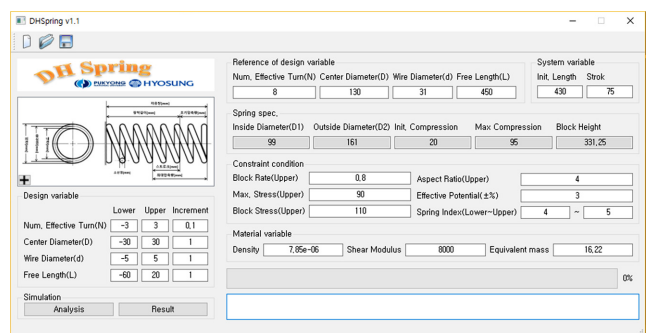 DHSpring v1.1
DH Spring
PUKYONG HYOSUNG
Design variable
Lower Upper Increment
Num, Effective Turn(N) -3 3 0,1
Center Diameter(D) -30 30 1
Wire Diameter(d) -5 5 1
Free Length(L) -60 20 1
Simulation
Analysis Result
Reference of design variable
Num, Effective Turn(N) Center Diameter(D) Wire Diameter(d) Free Length(L)
8 130 31 450
System variable
Init, Length Strok
430 75
Spring spec,
Inside Diameter(D1) Outside Diameter(D2) Init, Compression Max Compression Block Height
99 161 20 95 331,25
Constraint condition
Block Rate(Upper) 0,8 Aspect Ratio(Upper) 4
Max, Stress(Upper) 90 Effective Potential(±%) 3
Block Stress(Upper) 110 Spring Index(Lower~Upper) 4 ~ 5
Material variable
Density 7,85e-06 Shear Modulus 8000 Equivalent mass 16,22
0%